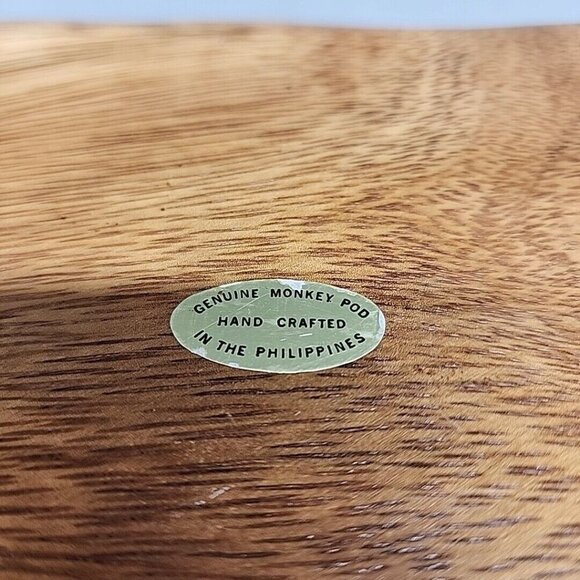 GENUINE MONKEY POD
HAND CRAFTED
IN THE PHILIPPINES